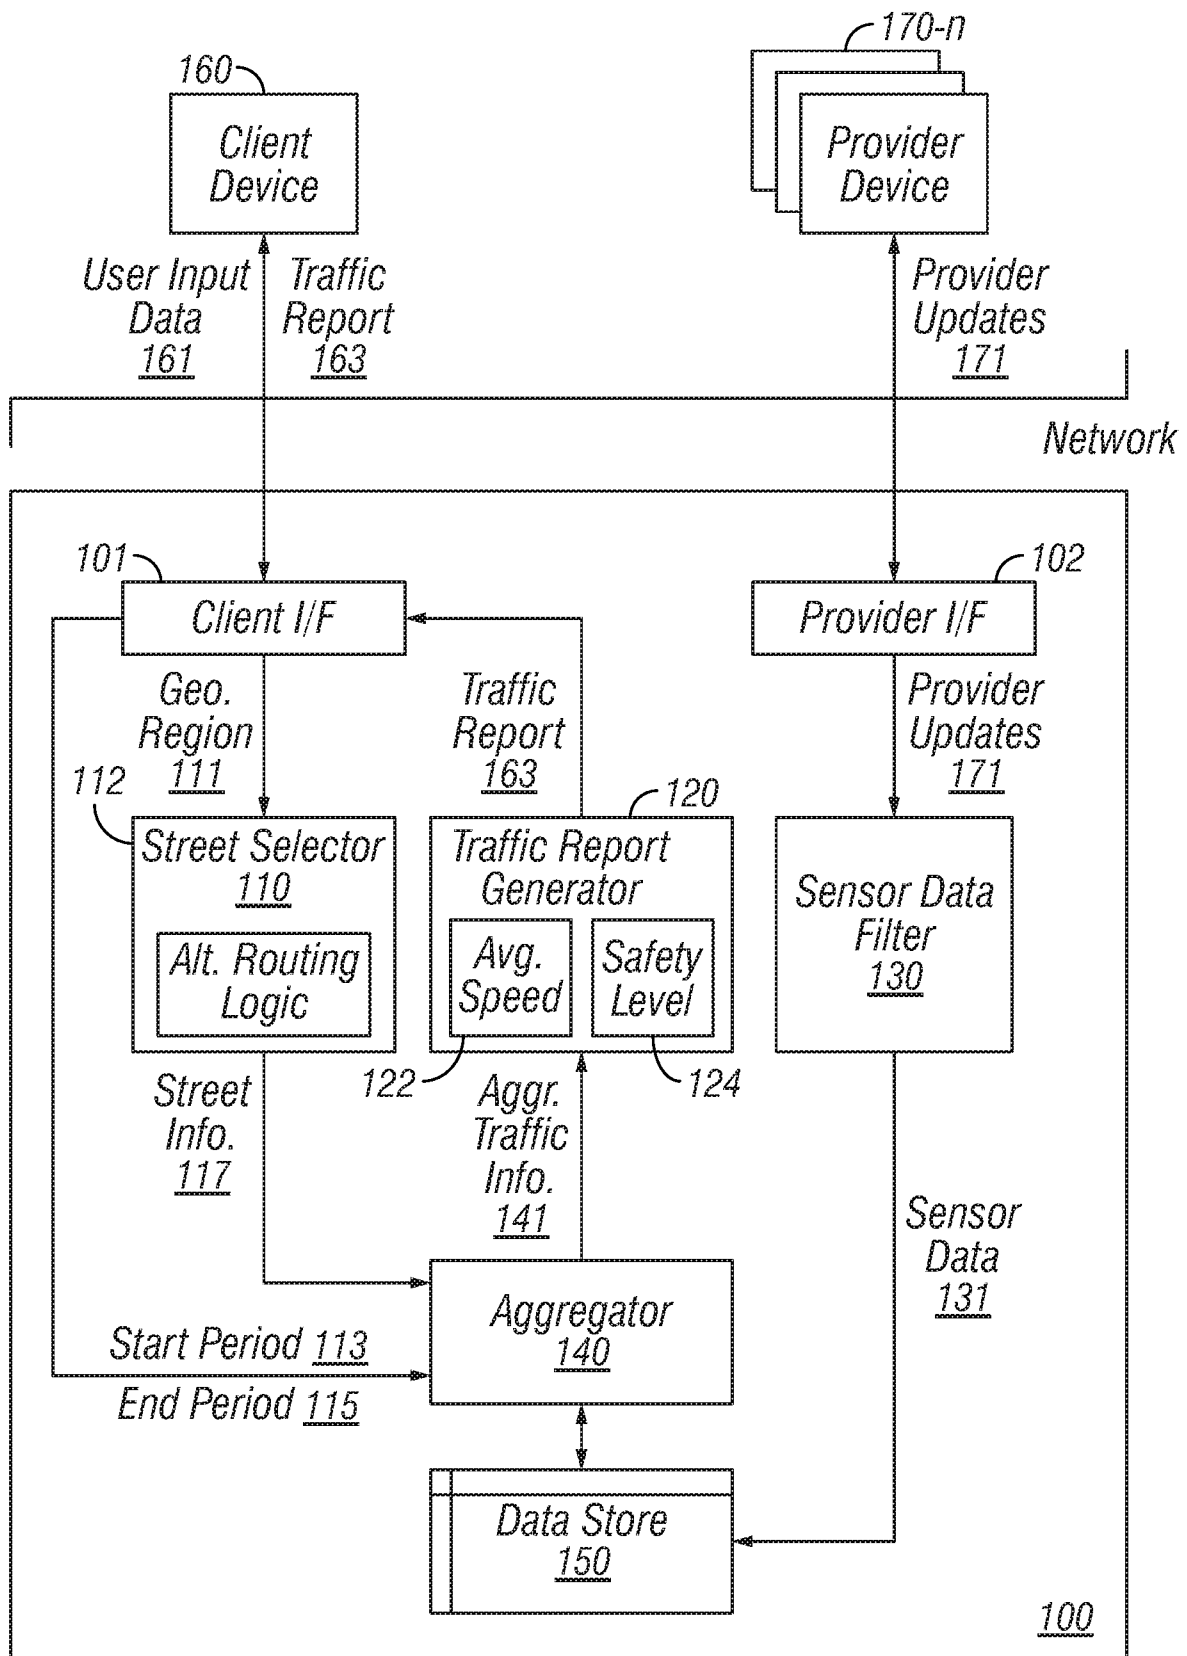 170-n
160
Client
Device
Provider
Device
User Input
Data
161
Traffic
Report
163
Provider
Updates
171
Network
101
Client I/F
102
Provider I/F
Geo.
Region
111
Traffic
Report
163
Provider
Updates
171
112
Street Selector
110
Alt. Routing
Logic
120
Traffic Report
Generator
Avg.
Speed
Safety
Level
Sensor Data
Filter
130
122
124
Street
Info.
117
Aggr.
Traffic
Info.
141
Sensor
Data
131
Aggregator
140
Start Period 113
End Period 115
Data Store
150
100